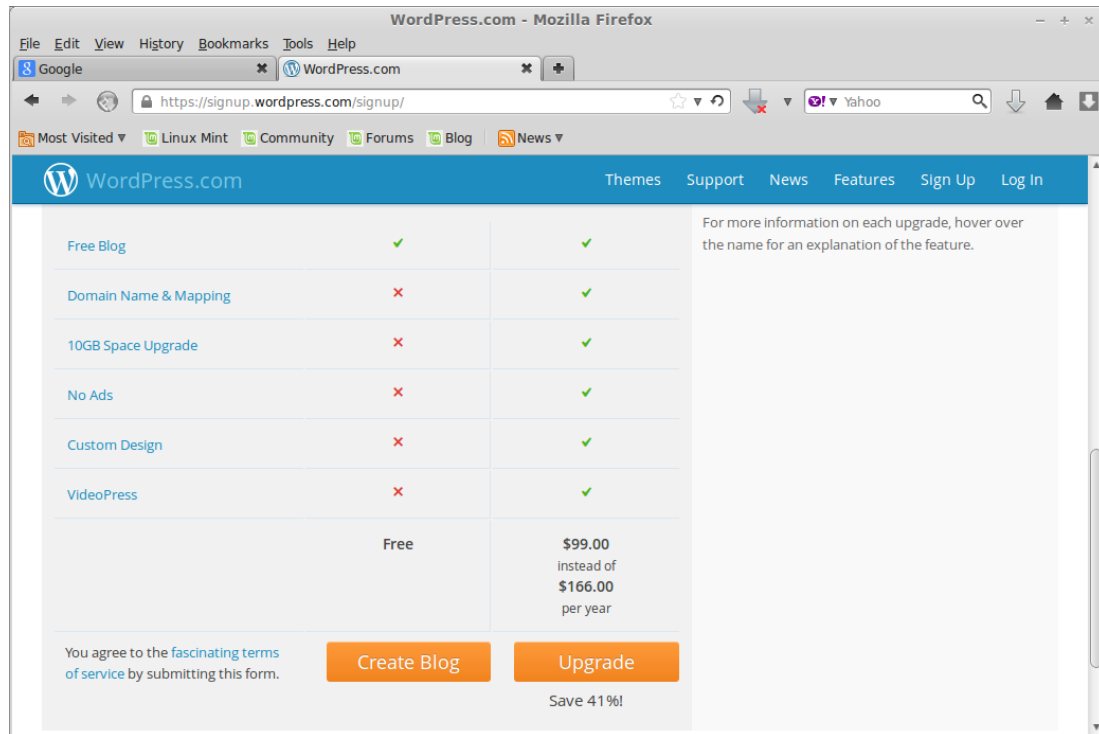 WordPress.com - Mozilla Firefox
File Edit View History Bookmarks Tools Help
Google
WordPress.com
https://signup.wordpress.com/signup/
Yahoo
Most Visited Linux Mint Community Forums Blog News
WordPress.com Themes Support News Features Sign Up Log In
For more information on each upgrade, hover over
the name for an explanation of the feature.
Free Blog
Domain Name & Mapping
10GB Space Upgrade
No Ads
Custom Design
VideoPress
Free
$99.00
instead of
$166.00
per year
You agree to the fascinating terms
of service by submitting this form.
Create Blog
Upgrade
Save 41%!